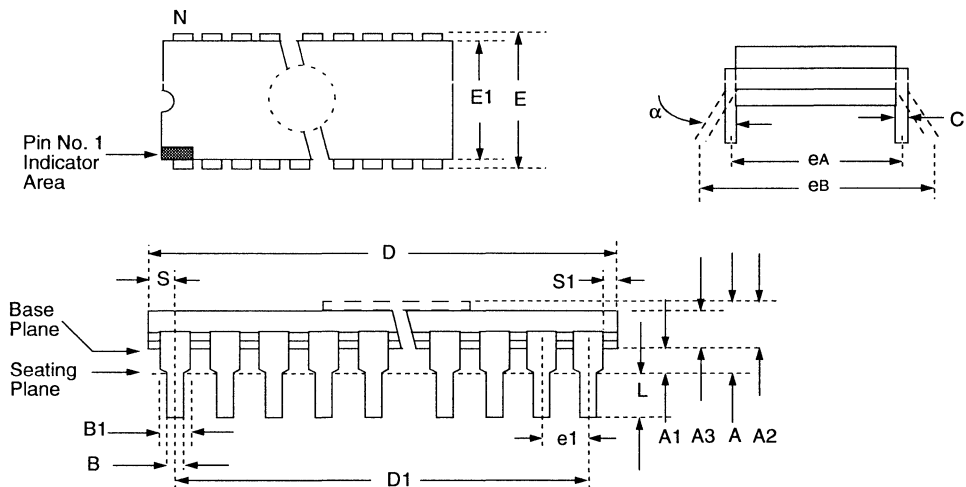 N
E1
E
Pin No. 1
Indicator
Area
α
C
eA
eB
D
S
S1
Base
Plane
Seating
Plane
L
B1
B
e1
A1
A3
A
A2
D1